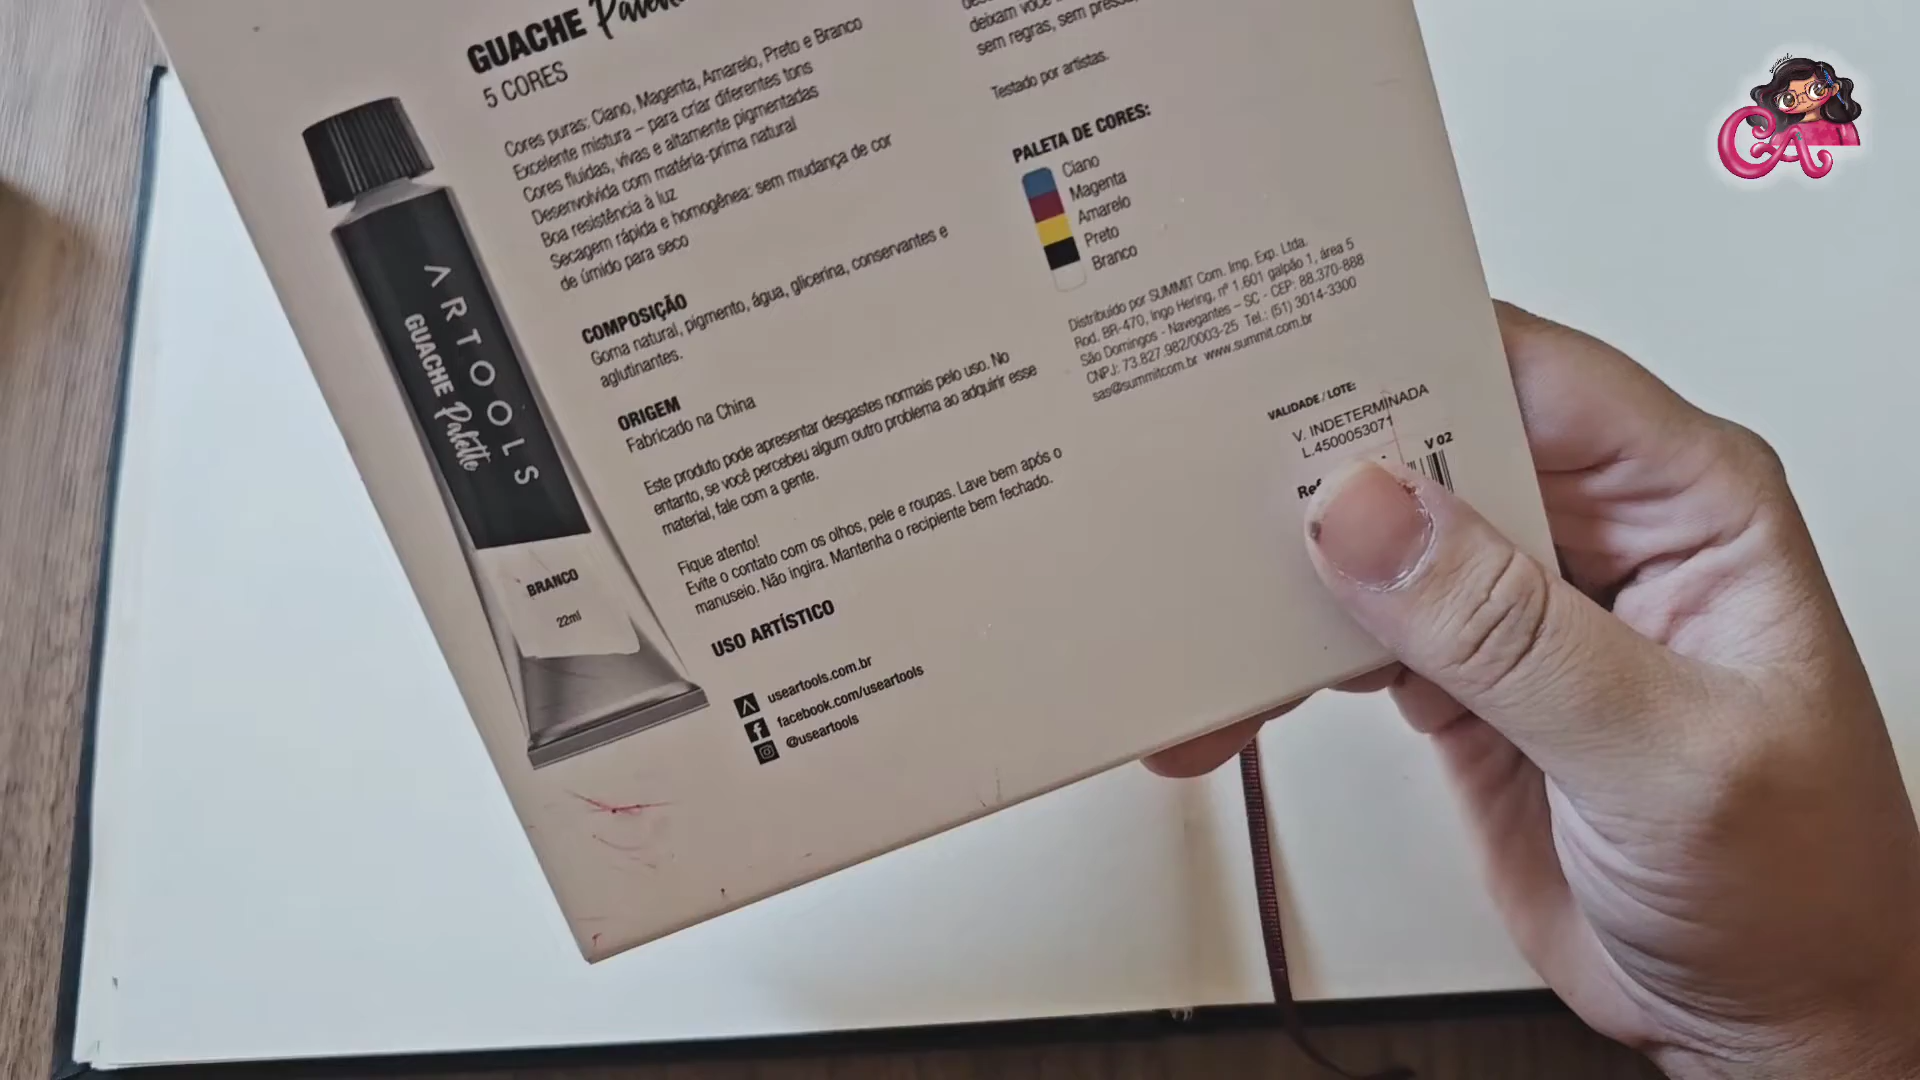 GUACHE
5 CORES
Cores puras: Ciano, Magenta, Amarelo, Preto e Branco
Excelente mistura – para criar diferentes tons
Cores fluidas, vivas e altamente pigmentadas
Desenvolvida com matéria-prima natural
Boa resistência à luz
Secagem rápida e homogênea: sem mudança de cor
de úmido para seco
COMPOSIÇÃO
Goma natural, pigmento, água, glicerina, conservantes e
aglutinantes.
ORIGEM
Fabricado na China
Este produto pode apresentar desgastes normais pelo uso. No
entanto, se você percebeu algum outro problema ao adquirir esse
material, fale com a gente.
Fique atento!
Evite o contato com os olhos, pele e roupas. Lave bem após o
manuseio. Não ingira. Mantenha o recipiente bem fechado.
USO ARTÍSTICO
useartools.com.br
facebook.com/useartools
@useartools
ARTOOLS
GUACHE Palette
BRANCO
22ml
deixam você
sem regras, sem
Testado por artistas.
PALETA DE CORES:
Ciano
Magenta
Amarelo
Preto
Branco
Distribuído por SUMMIT Com. Imp. Exp. Ltda.
Rod. BR-470, Ingo Hering, nº 1.601 galpão 1, área 5
São Domingos - Navegantes – SC - CEP: 88.370-888
CNPJ: 73.827.982/0003-25 Tel.: (51) 3014-3300
sas@summitcom.br www.summit.com.br
VALIDADE / LOTE:
V. INDETERMINADA
L.4500053071
V 02
CA